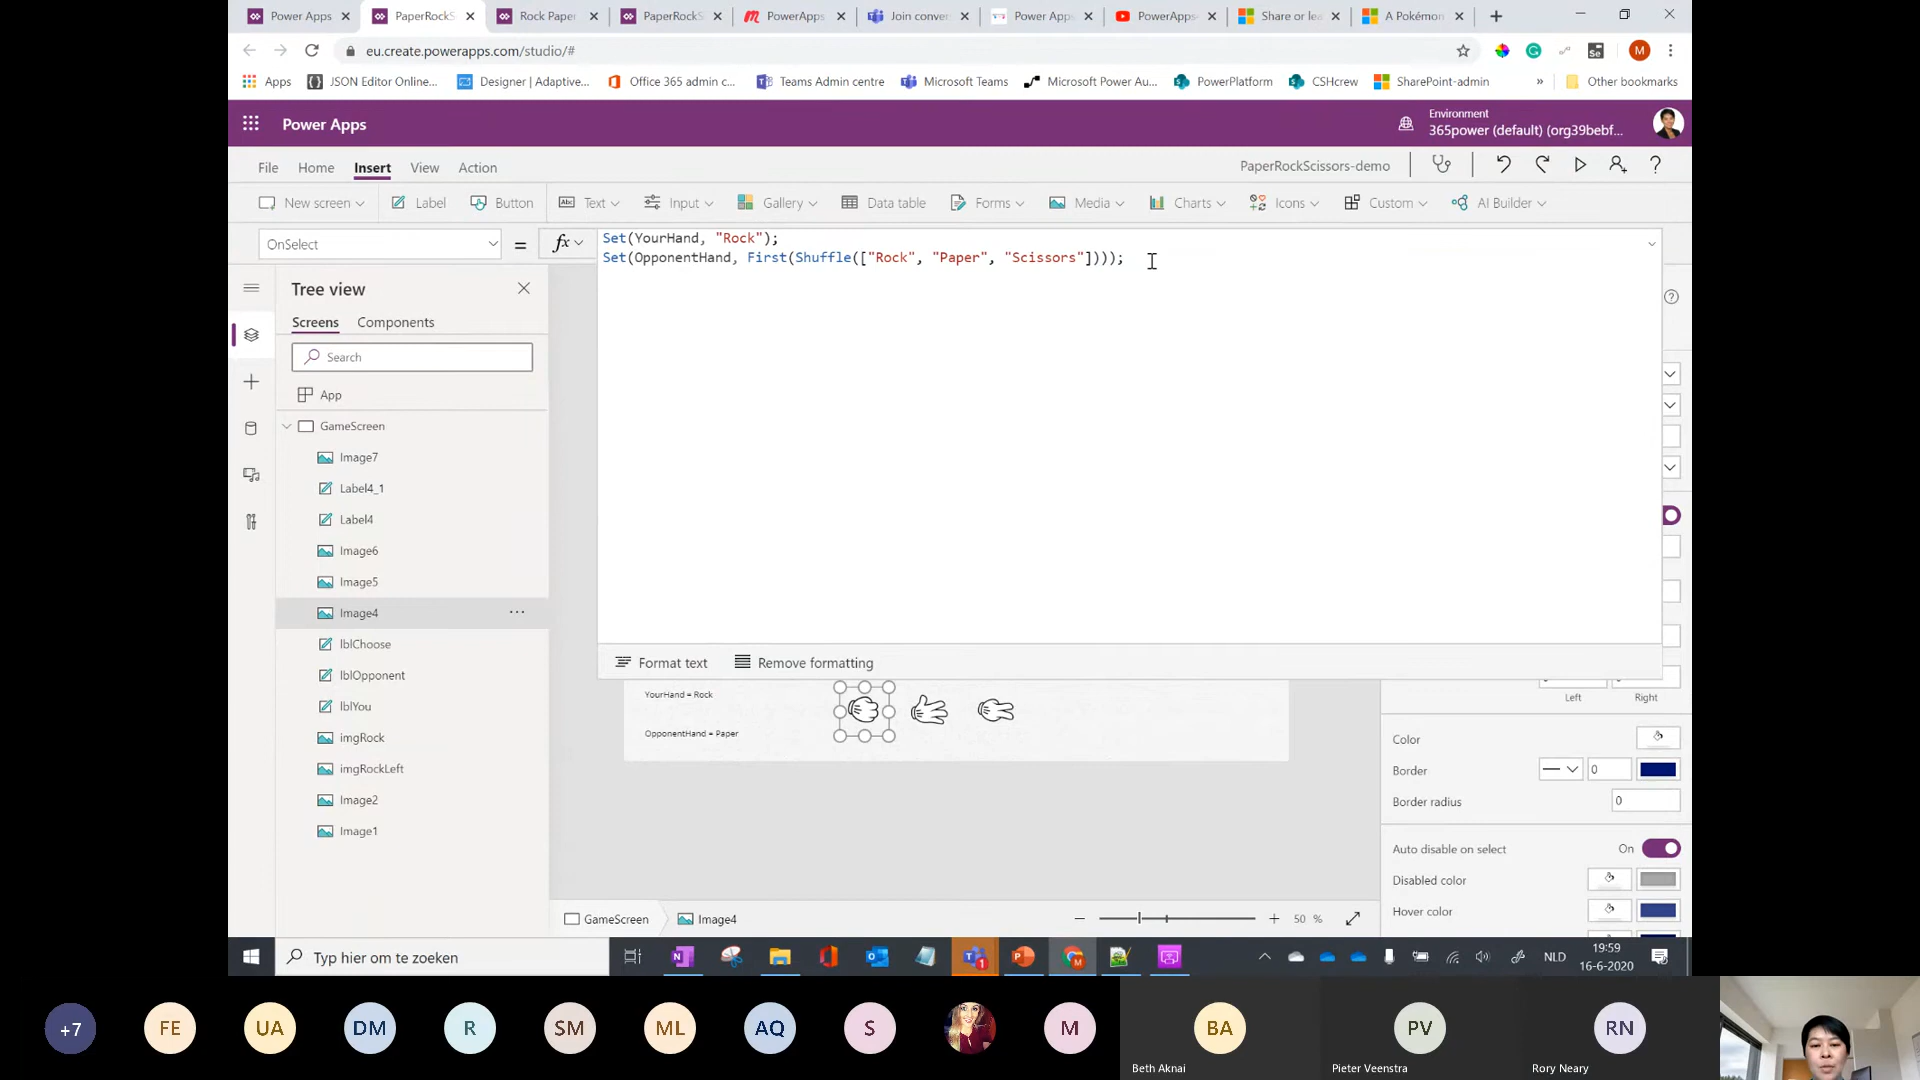 Power Apps
PaperRockS
Rock Paper
PaperRockS
PowerApps
Join conver
Power Apps
PowerApps-
Share or lea
A Pokémon
eu.create.powerapps.com/studio/#
M
Apps
JSON Editor Online...
Designer | Adaptive...
Office 365 admin c...
Teams Admin centre
Microsoft Teams
Microsoft Power Au...
PowerPlatform
CSHcrew
SharePoint-admin
»
Other bookmarks
Power Apps
Environment
365power (default) (org39bebf...
File
Home
Insert
View
Action
PaperRockScissors-demo
New screen
Label
Button
Text
Input
Gallery
Data table
Forms
Media
Charts
Icons
Custom
AI Builder
OnSelect
=
fx
Set(YourHand, "Rock");
Set(OpponentHand, First(Shuffle(["Rock", "Paper", "Scissors"])));
Tree view
Screens
Components
Search
App
GameScreen
Image7
Label4_1
Label4
Image6
Image5
Image4
...
lblChoose
lblOpponent
lblYou
imgRock
imgRockLeft
Image2
Image1
Format text
Remove formatting
YourHand = Rock
OpponentHand = Paper
Left
Right
Color
Border
0
Border radius
0
Auto disable on select
On
Disabled color
Hover color
GameScreen
Image4
50 %
Typ hier om te zoeken
NLD
19:59
16-6-2020
+7
FE
UA
DM
R
SM
ML
AQ
S
M
BA
PV
RN
Beth Aknai
Pieter Veenstra
Rory Neary